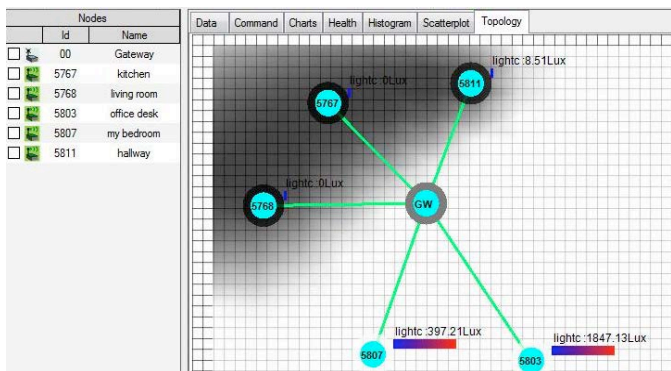 Nodes
Id Name
00 Gateway
5767 kitchen
5768 living room
5803 office desk
5807 my bedroom
5811 hallway
Data Command Charts Health Histogram Scatterplot Topology
lightc :8.51Lux
5811
lightc :0Lux
5767
lightc :0Lux
5768
GW
lightc :397.21Lux
5807
lightc :1847.13Lux
5803